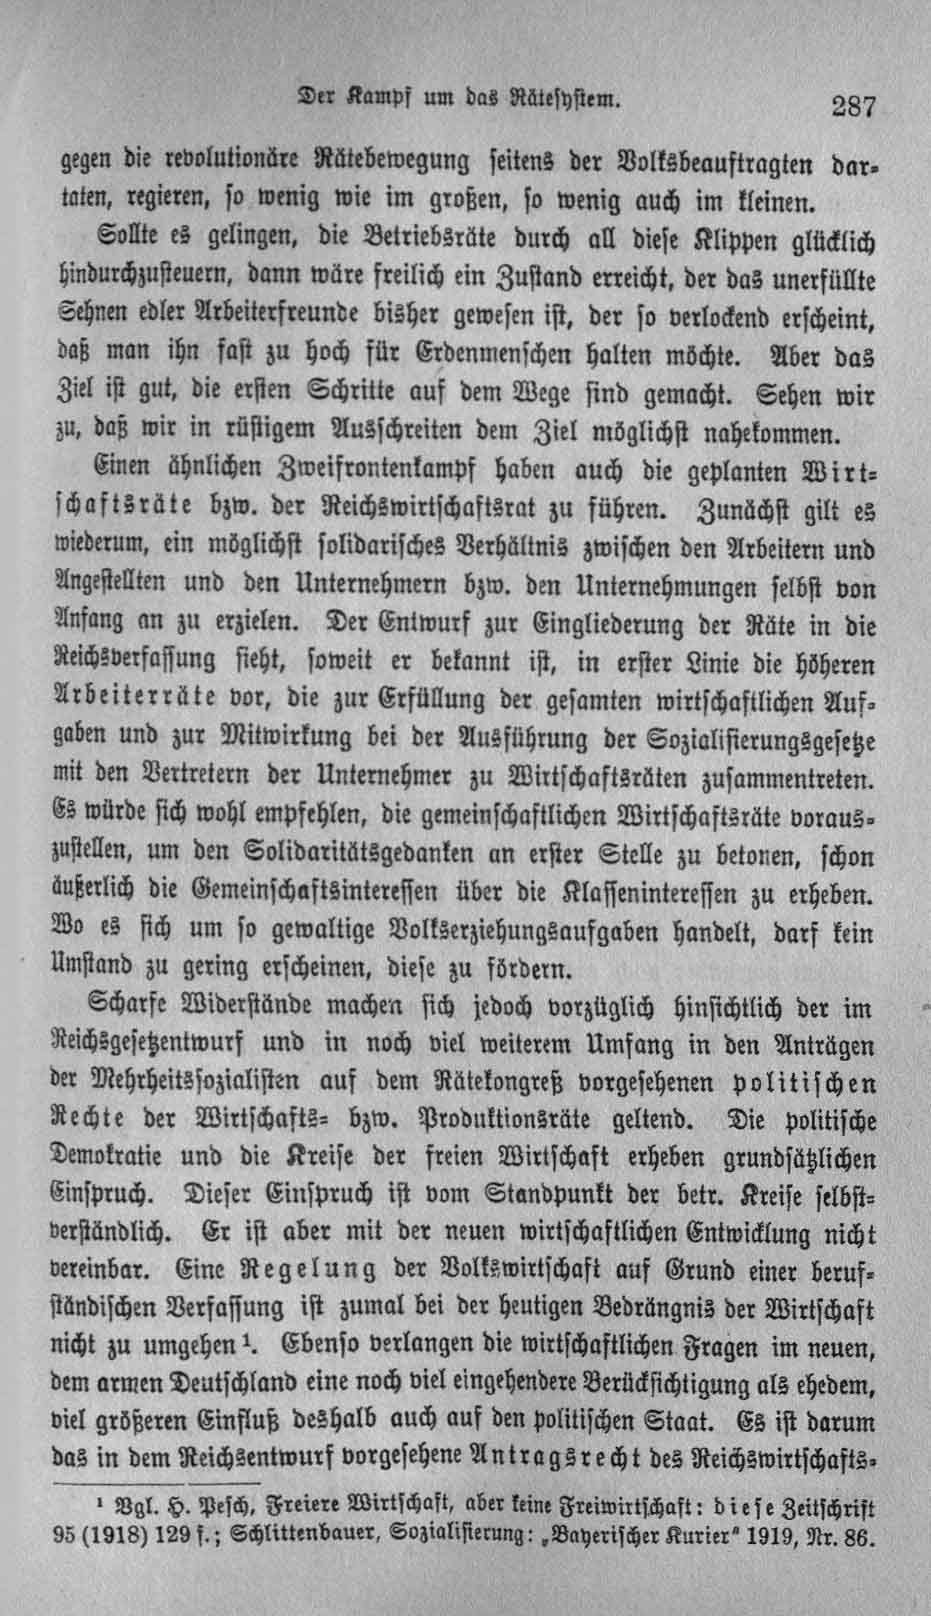 Der Kampf um das Rätesystem.
287
gegen die revolutionäre Rätebewegung seitens der Volksbeauftragten dar-
taten, regieren, so wenig wie im großen, so wenig auch im kleinen.
Sollte es gelingen, die Betriebsräte durch all diese Klippen glücklich
hindurchzusteuern, dann wäre freilich ein Zustand erreicht, der das unerfüllte
Sehnen edler Arbeiterfreunde bisher gewesen ist, der so verlockend erscheint,
daß man ihn fast zu hoch für Erdenmenschen halten möchte. Aber das
Ziel ist gut, die ersten Schritte auf dem Wege sind gemacht. Sehen wir
zu, daß wir in rüstigem Ausschreiten dem Ziel möglichst nahekommen.
Einen ähnlichen Zweifrontenkampf haben auch die geplanten Wirt-
schaftsräte bzw. der Reichswirtschaftsrat zu führen. Zunächst gilt es
wiederum, ein möglichst solidarisches Verhältnis zwischen den Arbeitern und
Angestellten und den Unternehmern bzw. den Unternehmungen selbst von
Anfang an zu erzielen. Der Entwurf zur Eingliederung der Räte in die
Reichsverfassung sieht, soweit er bekannt ist, in erster Linie die höheren
Arbeiterräte vor, die zur Erfüllung der gesamten wirtschaftlichen Auf-
gaben und zur Mitwirkung bei der Ausführung der Sozialisierungsgesetze
mit den Vertretern der Unternehmer zu Wirtschaftsräten zusammentreten.
Es würde sich wohl empfehlen, die gemeinschaftlichen Wirtschaftsräte voraus-
zustellen, um den Solidaritätsgedanken an erster Stelle zu betonen, schon
äußerlich die Gemeinschaftsinteressen über die Klasseninteressen zu erheben.
Wo es sich um so gewaltige Volkserziehungsaufgaben handelt, darf kein
Umstand zu gering erscheinen, diese zu fördern.
Scharfe Widerstände machen sich jedoch vorzüglich hinsichtlich der im
Reichsgesetzentwurf und in noch viel weiterem Umfang in den Anträgen
der Mehrheitssozialisten auf dem Rätekongreß vorgesehenen politischen
Rechte der Wirtschafts- bzw. Produktionsräte geltend. Die politische
Demokratie und die Kreise der freien Wirtschaft erheben grundsätzlichen
Einspruch. Dieser Einspruch ist vom Standpunkt der betr. Kreise selbst-
verständlich. Er ist aber mit der neuen wirtschaftlichen Entwicklung nicht
vereinbar. Eine Regelung der Volkswirtschaft auf Grund einer beruf-
ständischen Verfassung ist zumal bei der heutigen Bedrängnis der Wirtschaft
nicht zu umgehen¹. Ebenso verlangen die wirtschaftlichen Fragen im neuen,
dem armen Deutschland eine noch viel eingehendere Berücksichtigung als ehedem,
viel größeren Einfluß deshalb auch auf den politischen Staat. Es ist darum
das in dem Reichsentwurf vorgesehene Antragsrecht des Reichswirtschafts-
¹ Vgl. H. Pesch, Freiere Wirtschaft, aber keine Freiwirtschaft: diese Zeitschrift
95 (1918) 129 f.; Schlittenbauer, Sozialisierung: „Bayerischer Kurier“ 1919, Nr. 86.